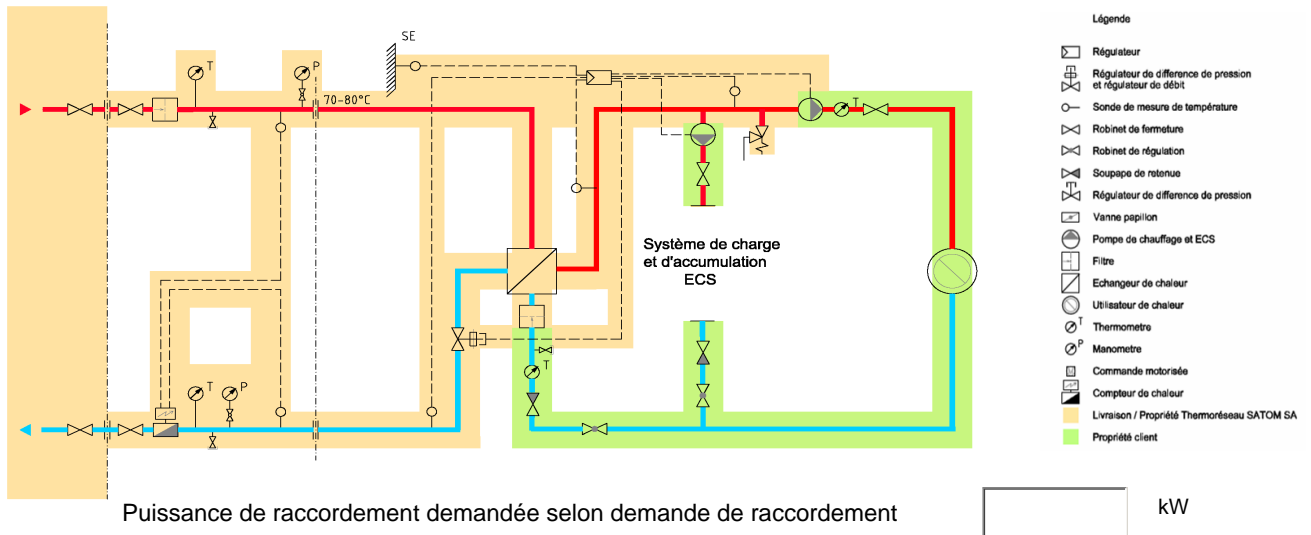 SE
T
P
70-80°C
T
Système de charge
et d'accumulation
ECS
T
T
P
Puissance de raccordement demandée selon demande de raccordement
kW
Légende
Régulateur
Régulateur de difference de pression
et régulateur de débit
Sonde de mesure de température
Robinet de fermeture
Robinet de régulation
Soupape de retenue
Régulateur de difference de pression
Vanne papillon
Pompe de chauffage et ECS
Filtre
Echangeur de chaleur
Utilisateur de chaleur
T
Thermometre
P
Manometre
M
Commande motorisée
Compteur de chaleur
Livraison / Propriété Thermoréseau SATOM SA
Propriété client